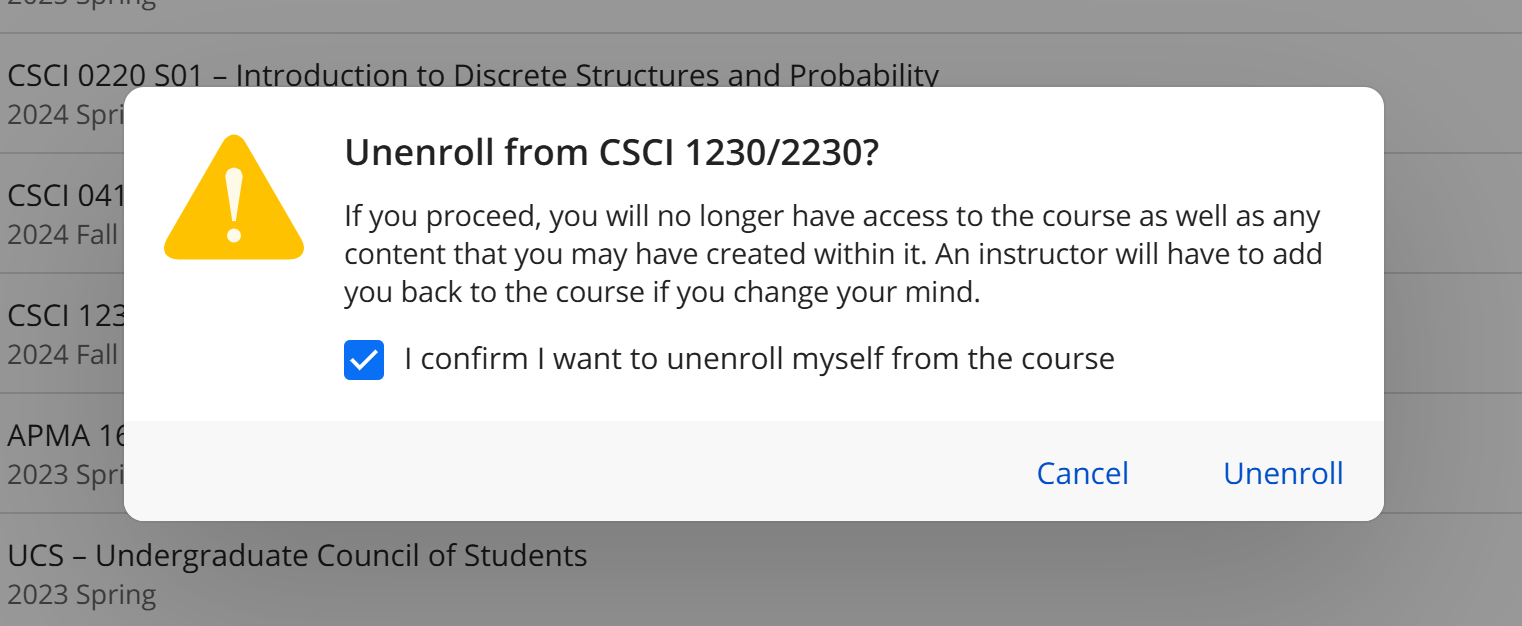 2023 Spring
CSCI 0220 S01 – Introduction to Discrete Structures and Probability
2024 Spri
Unenroll from CSCI 1230/2230?
If you proceed, you will no longer have access to the course as well as any
content that you may have created within it. An instructor will have to add
you back to the course if you change your mind.
I confirm I want to unenroll myself from the course
Cancel
Unenroll
CSCI 041
2024 Fall
CSCI 123
2024 Fall
APMA 16
2023 Spri
UCS – Undergraduate Council of Students
2023 Spring